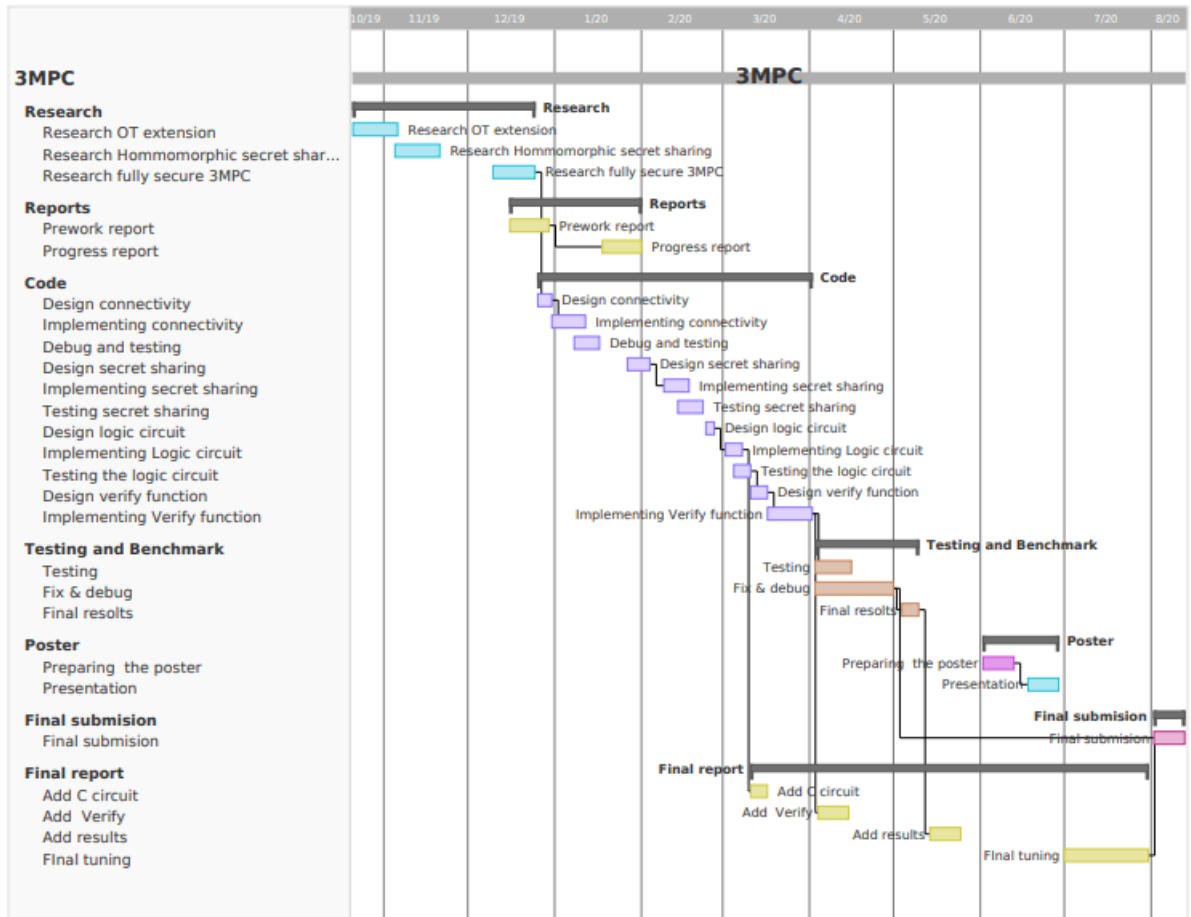 10/19 11/19 12/19 1/20 2/20 3/20 4/20 5/20 6/20 7/20 8/20
3MPC 3MPC
Research Research
Research OT extension Research OT extension
Research Hommomorphic secret shar... Research Hommomorphic secret sharing
Research fully secure 3MPC Research fully secure 3MPC
Reports Reports
Prework report Prework report
Progress report Progress report
Code Code
Design connectivity Design connectivity
Implementing connectivity Implementing connectivity
Debug and testing Debug and testing
Design secret sharing Design secret sharing
Implementing secret sharing Implementing secret sharing
Testing secret sharing Testing secret sharing
Design logic circuit Design logic circuit
Implementing Logic circuit Implementing Logic circuit
Testing the logic circuit Testing the logic circuit
Design verify function Design verify function
Implementing Verify function Implementing Verify function
Testing and Benchmark Testing and Benchmark
Testing Testing
Fix & debug Fix & debug
Final resolts Final resolts
Poster Poster
Preparing the poster Preparing the poster
Presentation Presentation
Final submision Final submision
Final submision Final submision
Final report Final report
Add C circuit Add C circuit
Add Verify Add Verify
Add results Add results
FInal tuning FInal tuning